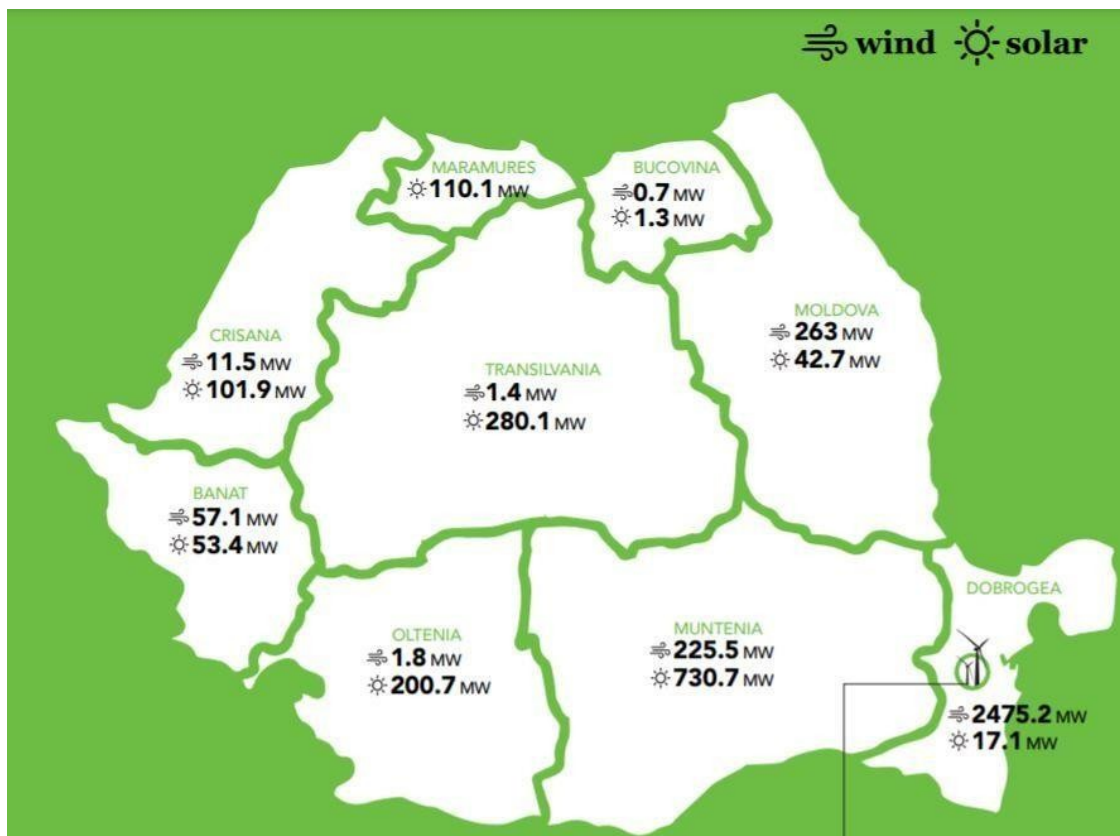 wind solar
MARAMURES
110.1 MW
BUCOVINA
0.7 MW
1.3 MW
MOLDOVA
263 MW
42.7 MW
CRISANA
11.5 MW
101.9 MW
TRANSILVANIA
1.4 MW
280.1 MW
BANAT
57.1 MW
53.4 MW
OLTENIA
1.8 MW
200.7 MW
MUNTENIA
225.5 MW
730.7 MW
DOBROGEA
2475.2 MW
17.1 MW